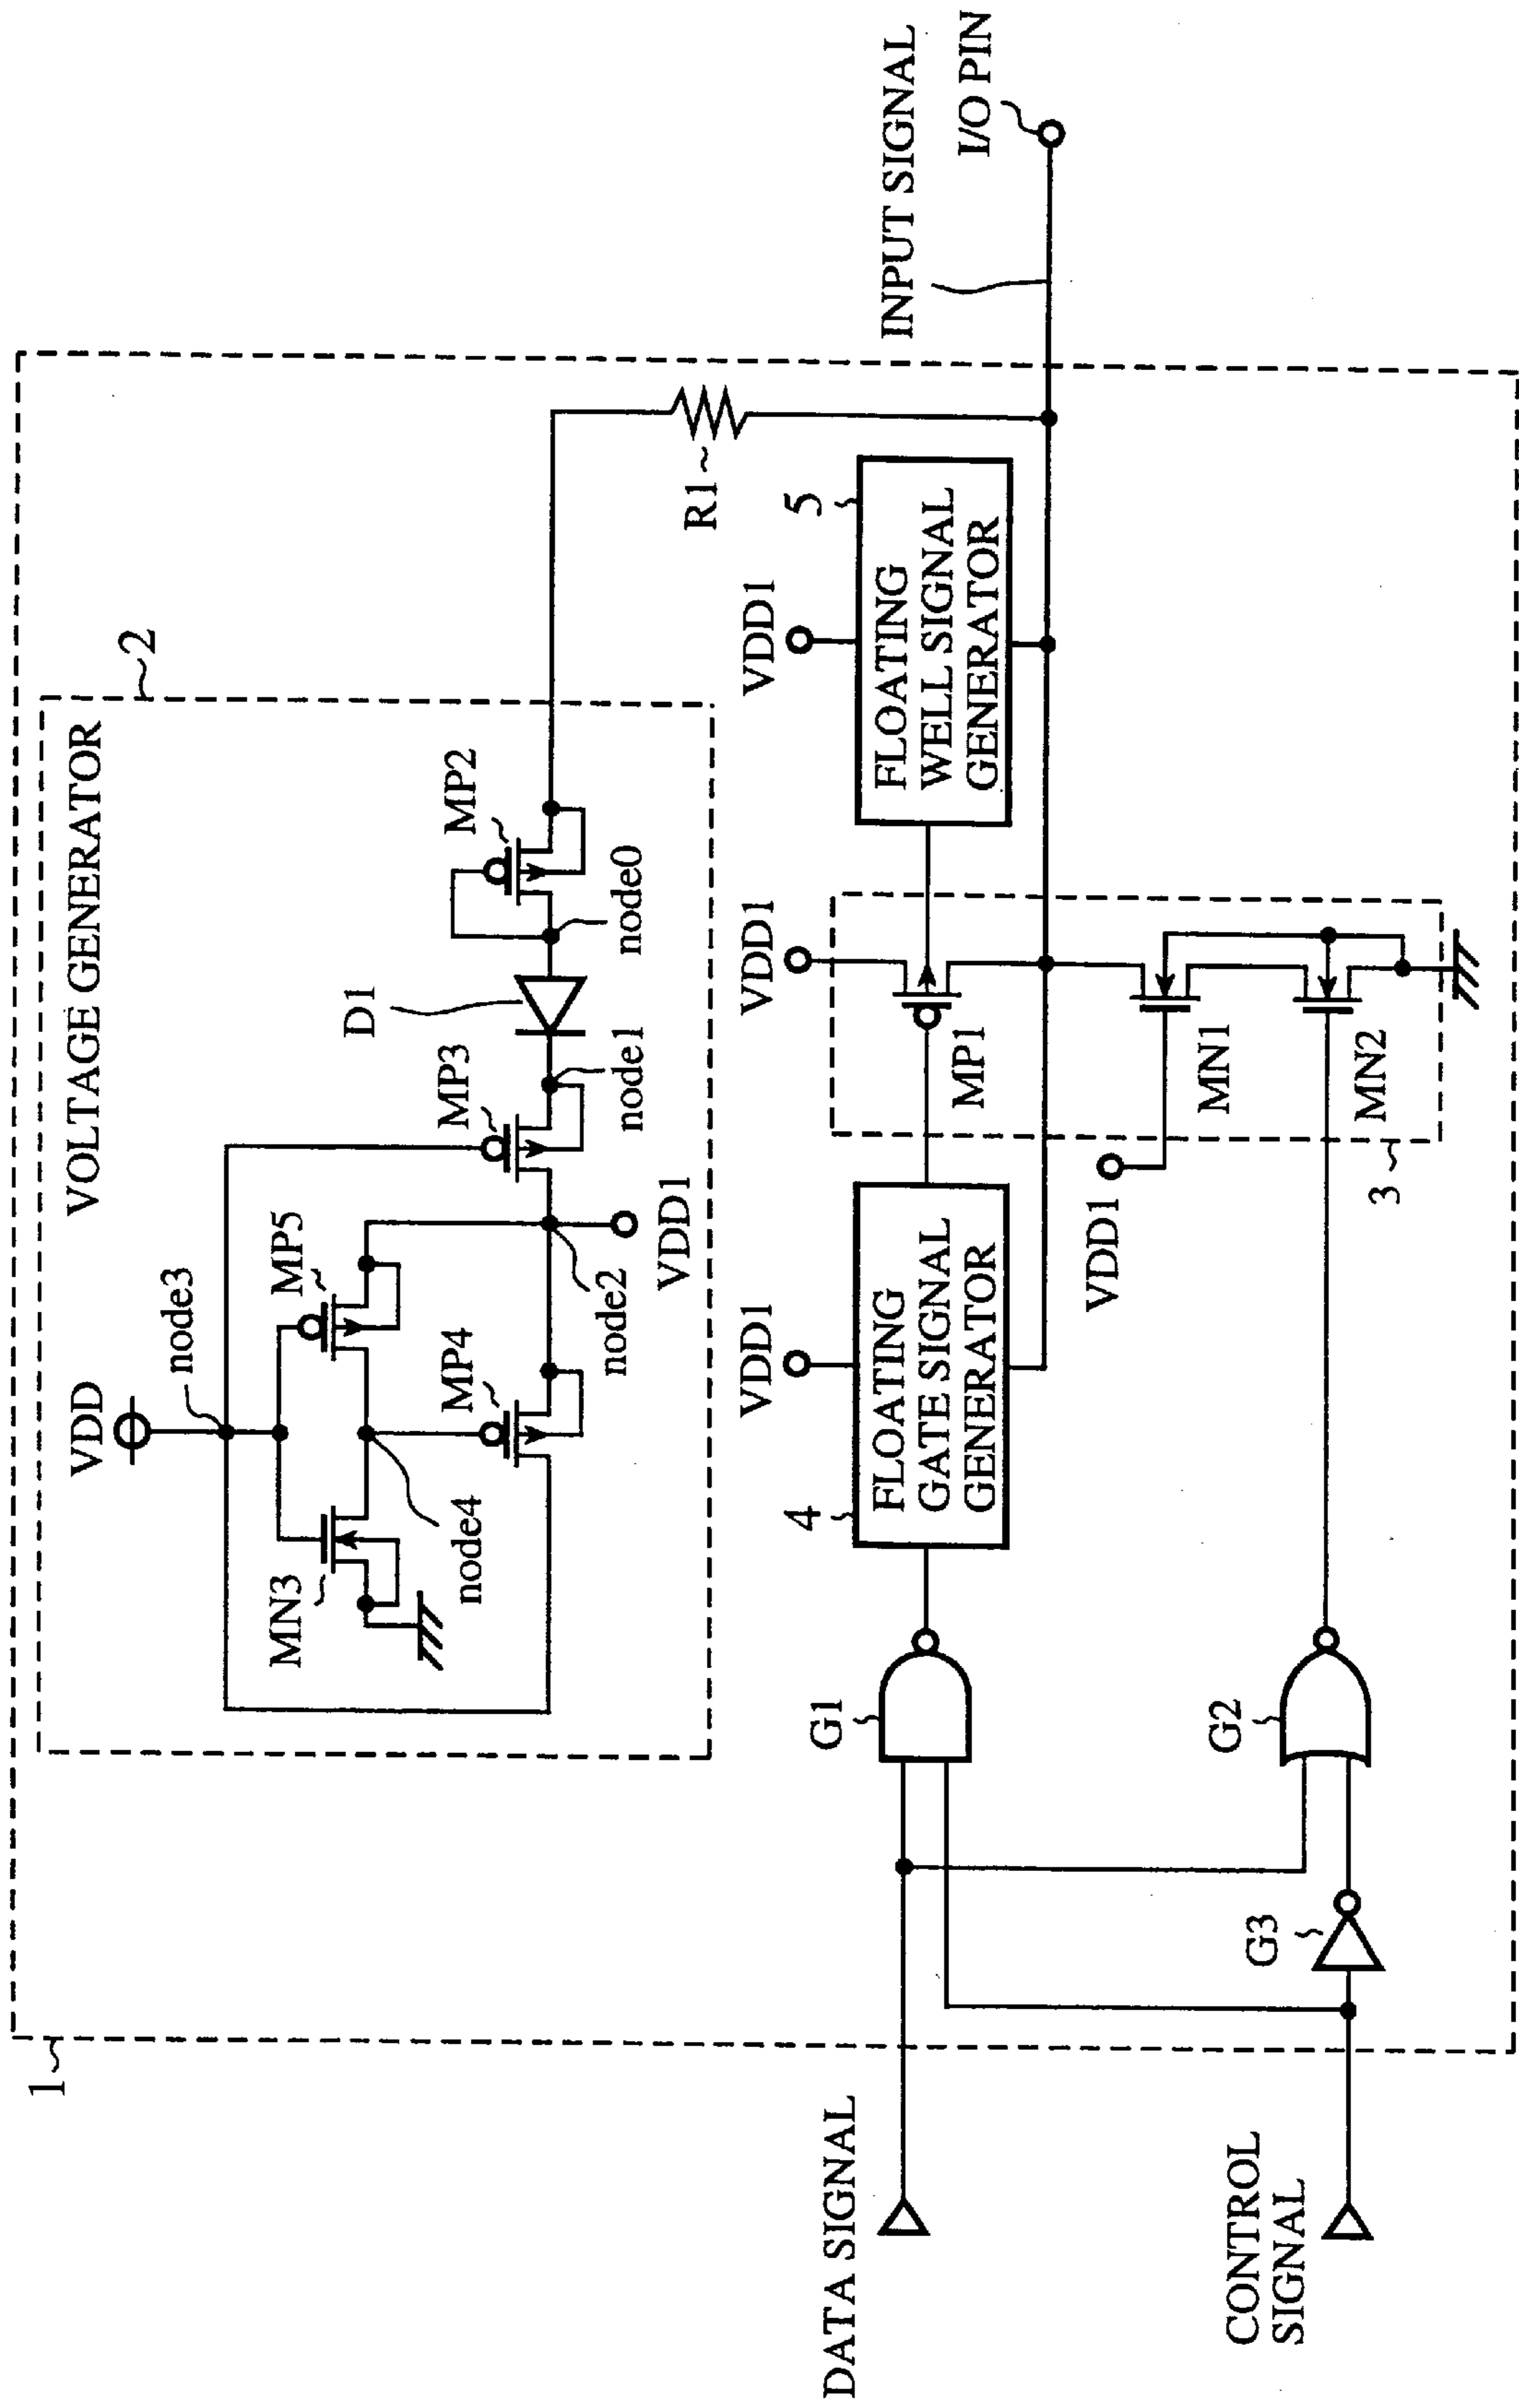 1
VOLTAGE GENERATOR
2
VDD
node3
MN3
MP5
node4
MP4
node2
VDD1
MP3
node1
D1
MP2
node0
R1
INPUT SIGNAL
I/O PIN
DATA SIGNAL
CONTROL
SIGNAL
G1
G2
G3
4
VDD1
FLOATING
GATE SIGNAL
GENERATOR
VDD1
MP1
VDD1
MN1
MN2
3
5
VDD1
FLOATING
WELL SIGNAL
GENERATOR